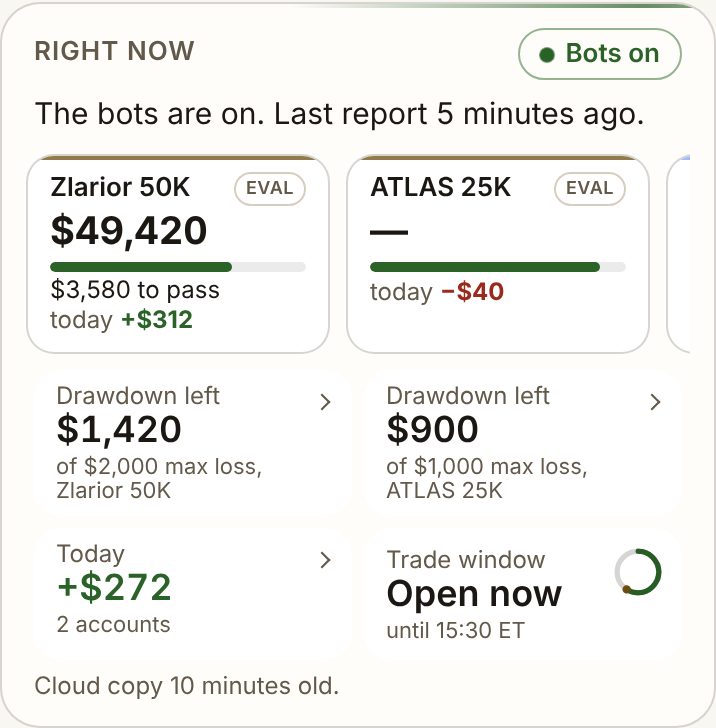 RIGHT NOW
Bots on
The bots are on. Last report 5 minutes ago.
Zlarior 50K
EVAL
$49,420
$3,580 to pass
today +$312
ATLAS 25K
EVAL
—
today −$40
Drawdown left
$1,420
of $2,000 max loss,
Zlarior 50K
Drawdown left
$900
of $1,000 max loss,
ATLAS 25K
Today
+$272
2 accounts
Trade window
Open now
until 15:30 ET
Cloud copy 10 minutes old.